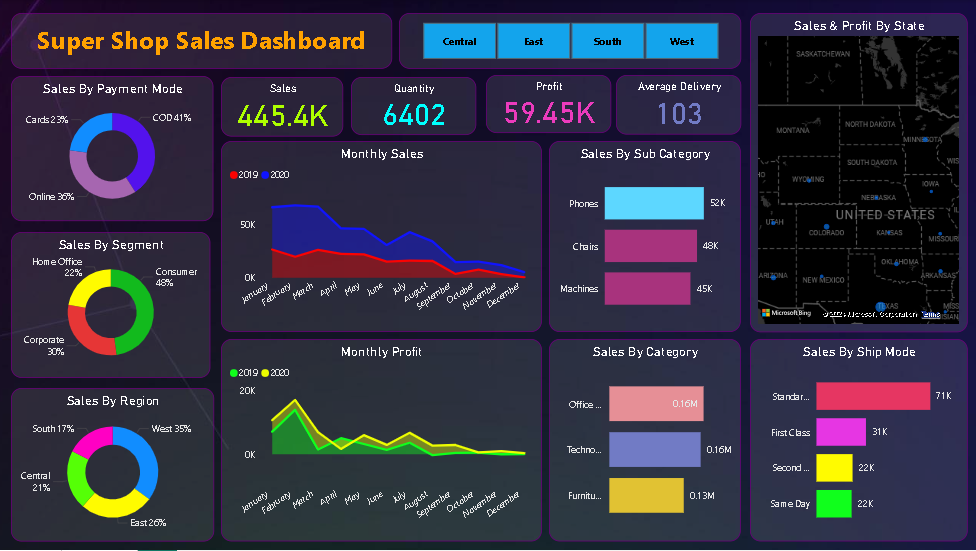 Super Shop Sales Dashboard
Central
East
South
West
Sales & Profit By State
Sales By Payment Mode
Cards 23%
COD 41%
Online 36%
Sales
445.4K
Quantity
6402
Profit
59.45K
Average Delivery
103
SASKATCHEWAN
MONTANA
NORTH DAKOTA
MINNESOTA
SOUTH DAKOTA
WYOMING
IOWA
NEBRASKA
UNITED STATES
UTAH
COLORADO
KANSAS
MISSOURI
OKLAHOMA
ARIZONA
NEW MEXICO
ARKANSAS
TEXAS
Microsoft Bing
Microsoft Corporation Terms
Monthly Sales
2019
2020
50K
0K
January
February
March
April
May
June
July
August
September
October
November
December
Sales By Sub Category
Phones
52K
Chairs
48K
Machines
45K
Sales By Segment
Home Office
22%
Consumer
48%
Corporate
30%
Monthly Profit
2019
2020
20K
0K
January
February
March
April
May
June
July
August
September
October
November
December
Sales By Category
Office ...
0.16M
Techno...
0.16M
Furnitu...
0.13M
Sales By Ship Mode
Standar...
71K
First Class
31K
Second ...
22K
Same Day
22K
Sales By Region
South 17%
West 35%
Central
21%
East 26%